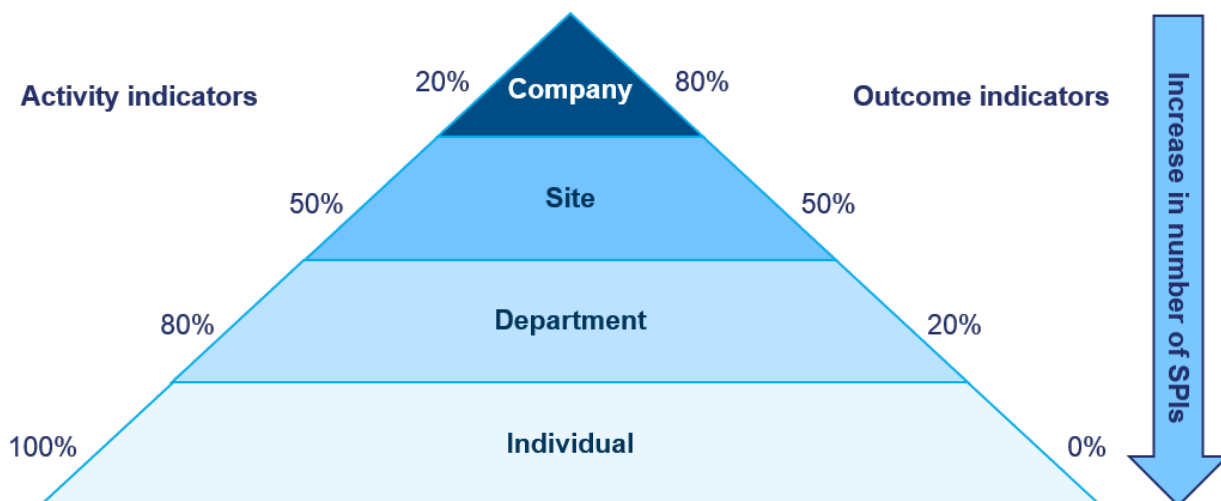 20%
Company
80%
Activity indicators
Outcome indicators
50%
Site
50%
80%
Department
20%
100%
Individual
0%
Increase in number of SPIs